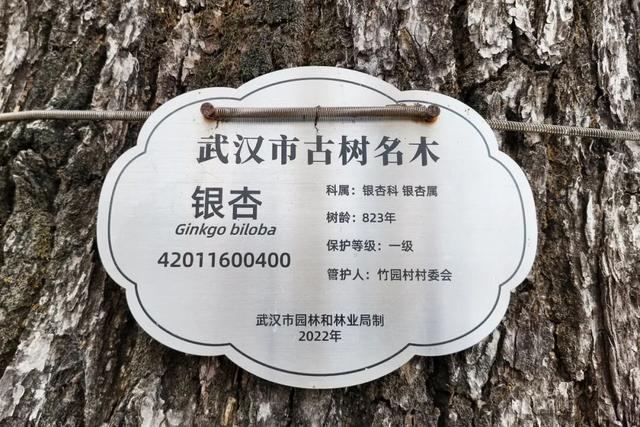 武汉市古树名木
银杏
Ginkgo biloba
42011600400
科属：银杏科 银杏属
树龄：823年
保护等级：一级
管护人：竹园村村委会
武汉市园林和林业局制
2022年